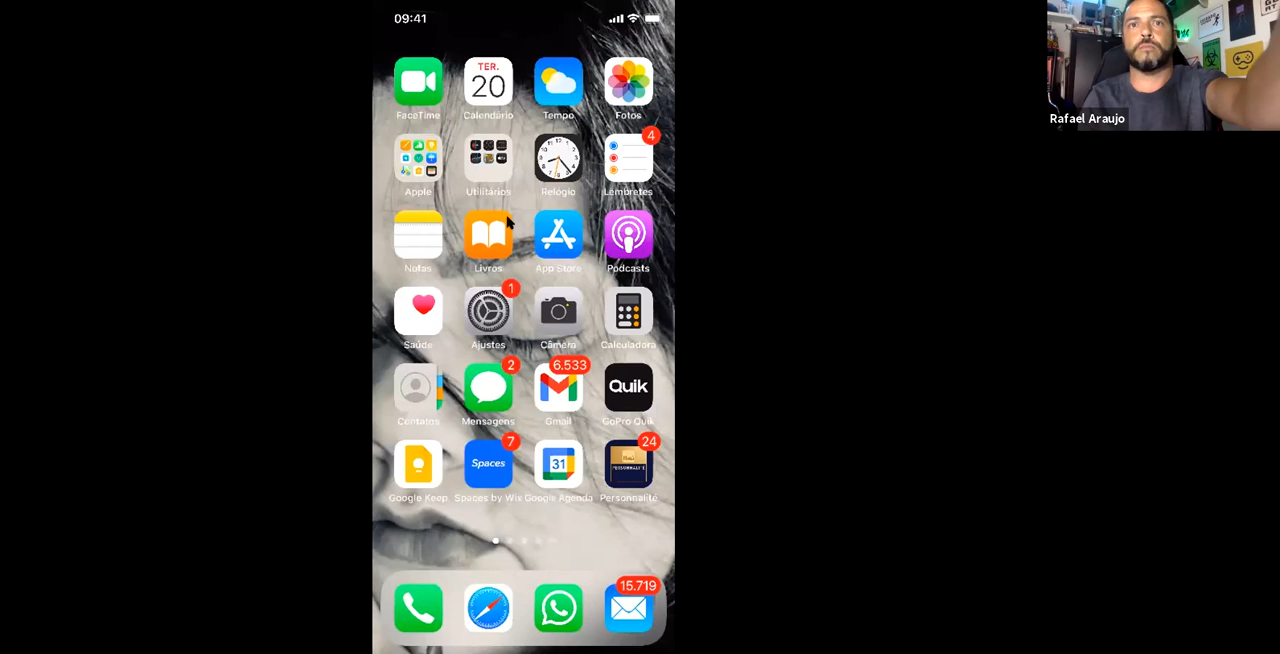 09:41
TER.
20
FaceTime
Calendário
Tempo
Fotos
4
Apple
Utilitários
Relógio
Lembretes
Notas
Livros
App Store
Podcasts
1
Saúde
Ajustes
Câmera
Calculadora
2
6.533
Quik
Contatos
Mensagens
Gmail
GoPro Quik
7
24
Spaces
31
PERSONNALITÉ
Google Keep
Spaces by Wix
Google Agenda
Personnalité
15.719
Rafael Araujo